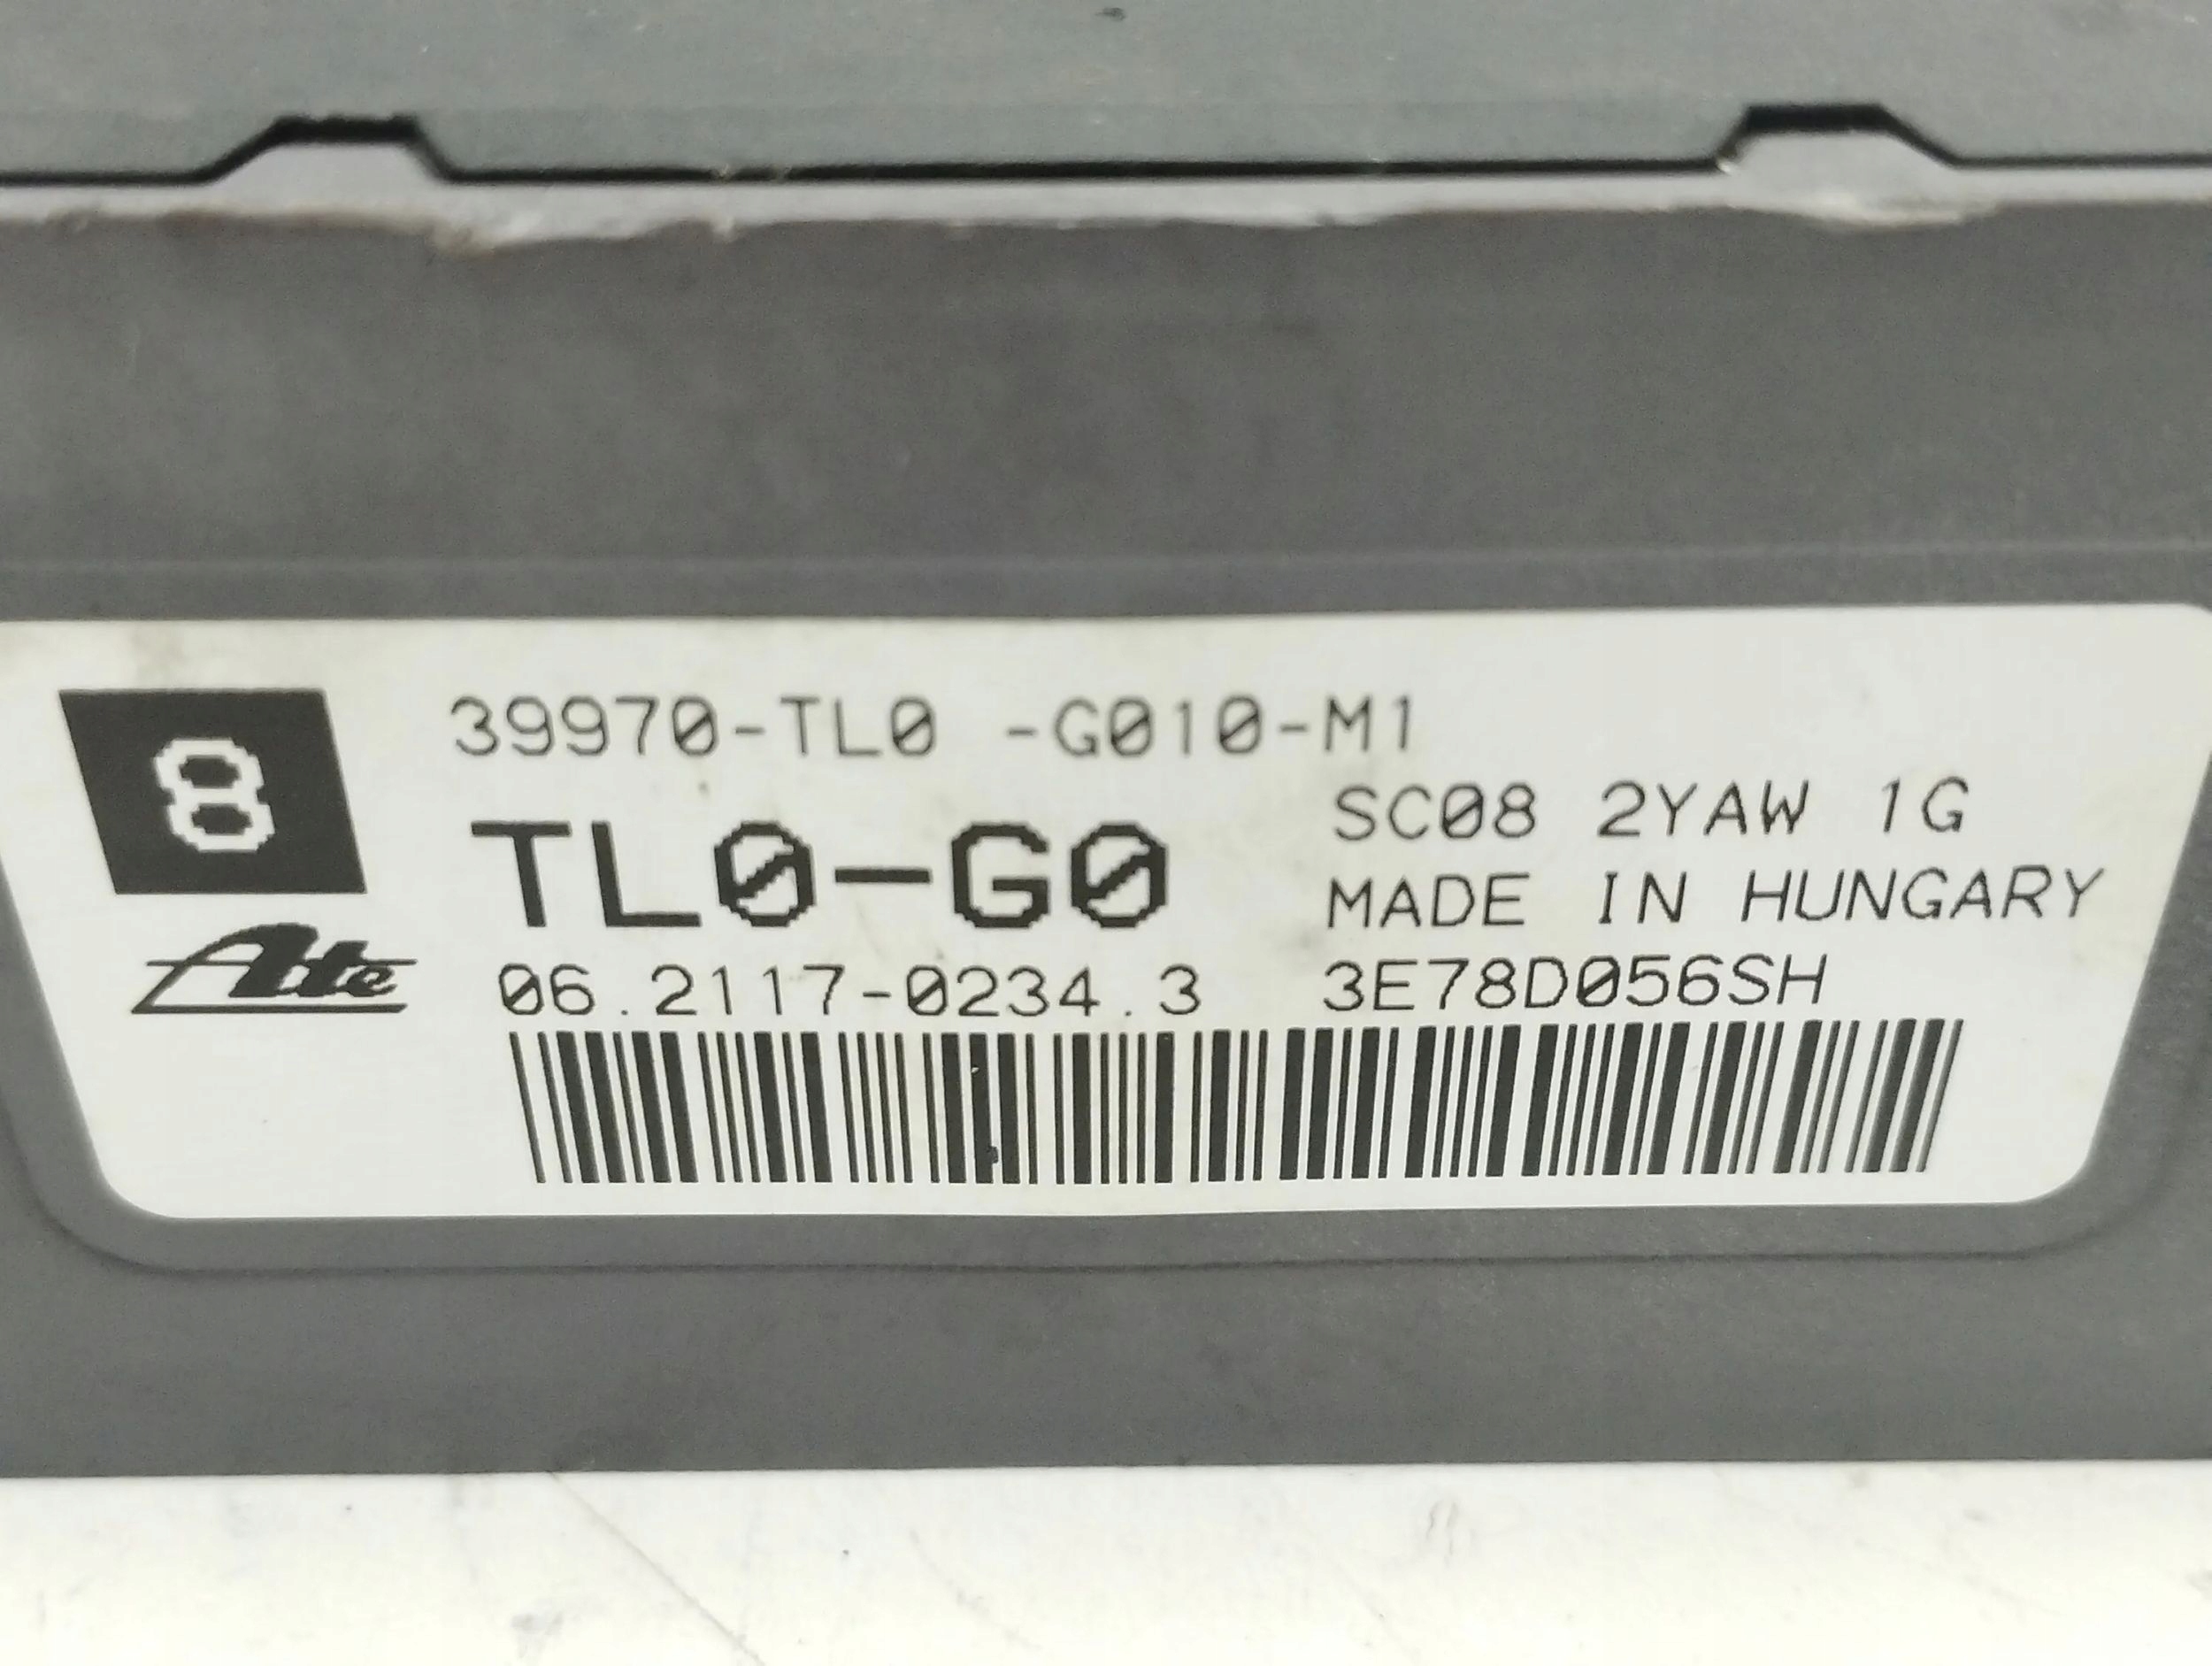 8
39970-TL0 -G010-M1
TL0-G0
SC08 2YAW 1G
MADE IN HUNGARY
Ate
06.2117-0234.3 3E78D056SH